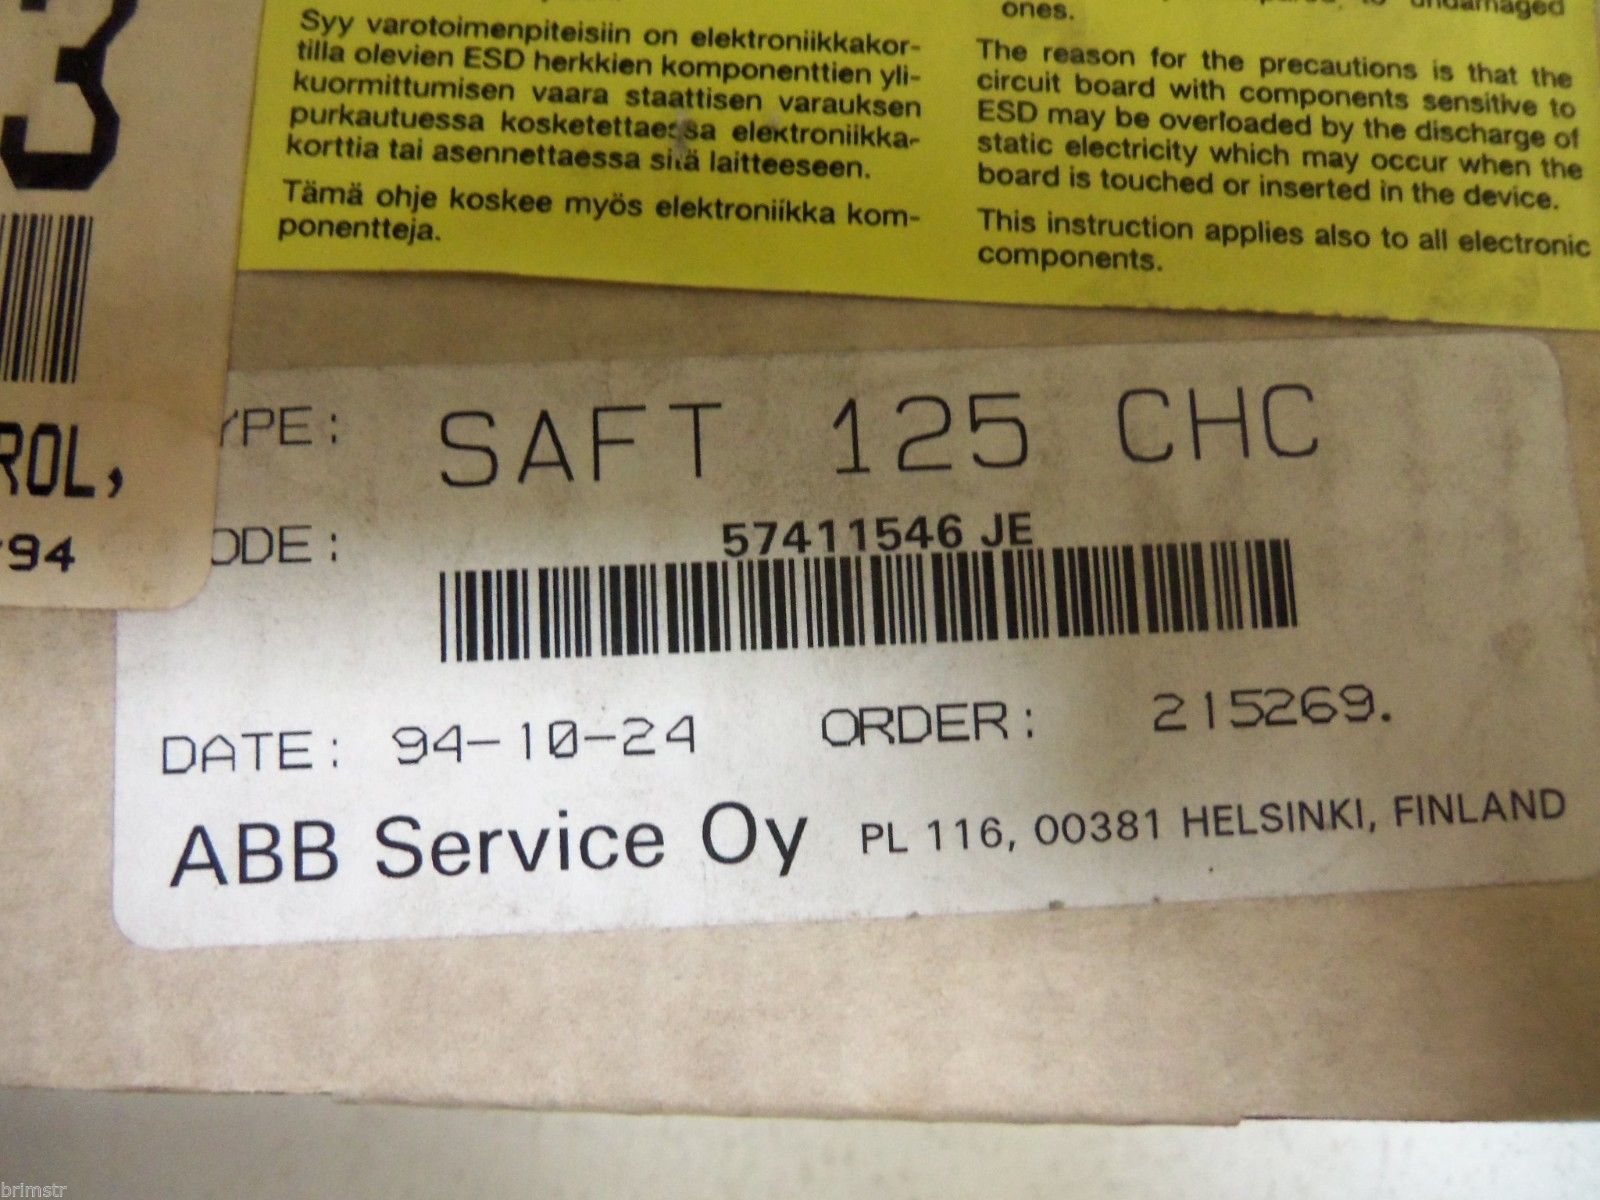 3
ROL,
94
Syy varotoimenpiteisiin on elektroniikkakor-
tilla olevien ESD herkkien komponenttien yli-
kuormittumisen vaara staattisen varauksen
purkautuessa kosketettaessa elektroniikka-
korttia tai asennettaessa sitä laitteeseen.
Tämä ohje koskee myös elektroniikka kom-
ponentteja.
undamaged
ones.
The reason for the precautions is that the
circuit board with components sensitive to
ESD may be overloaded by the discharge of
static electricity which may occur when the
board is touched or inserted in the device.
This instruction applies also to all electronic
components.
YPE: SAFT 125 CHC
ODE: 57411546 JE
DATE: 94-10-24 ORDER: 215269.
ABB Service Oy PL 116, 00381 HELSINKI, FINLAND
brimstr